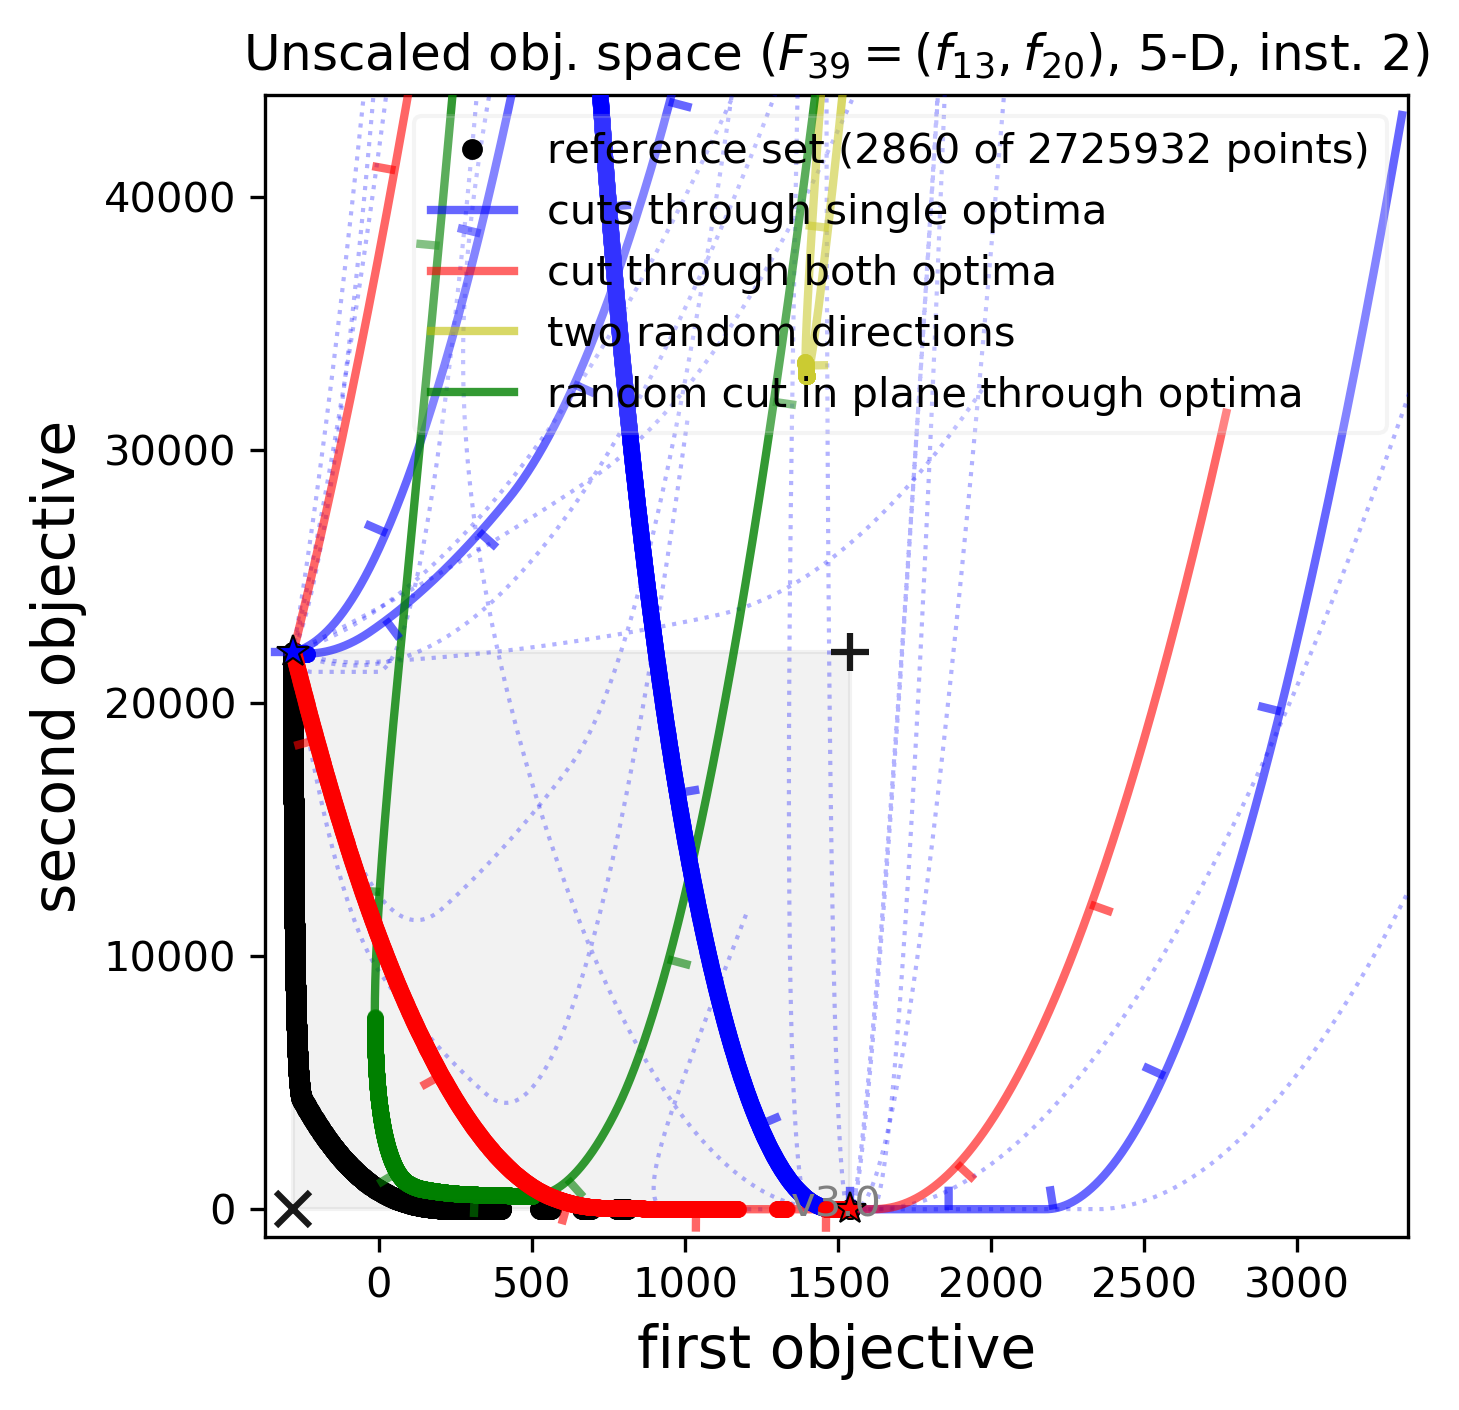 Unscaled obj. space (F₃₉ = (f₁₃, f₂₀), 5-D, inst. 2)
reference set (2860 of 2725932 points)
cuts through single optima
cut through both optima
two random directions
random cut in plane through optima
40000
30000
20000
10000
0
second objective
v3.0
0 500 1000 1500 2000 2500 3000
first objective